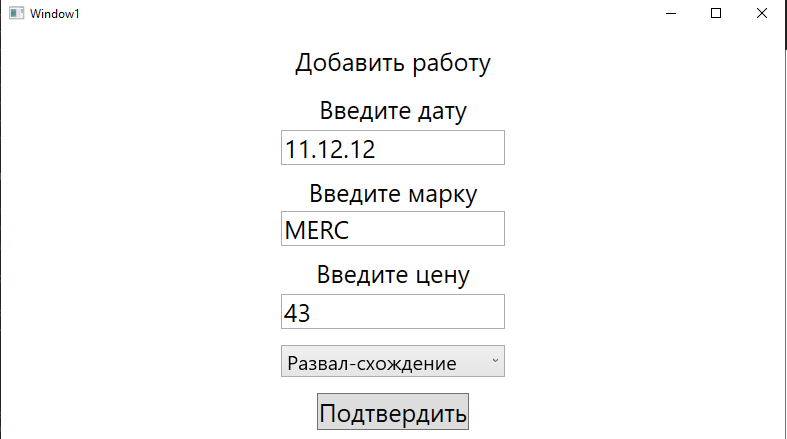 Window1
Добавить работу
Введите дату
11.12.12
Введите марку
MERC
Введите цену
43
Развал-схождение
Подтвердить